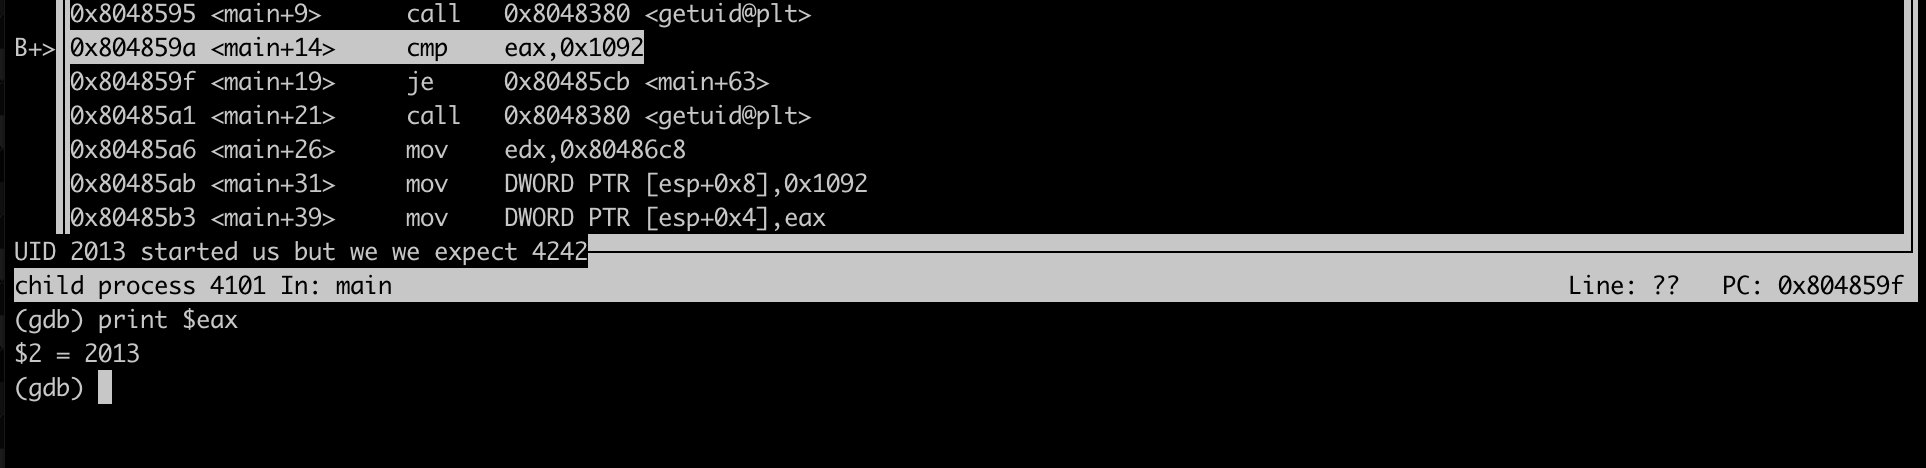 0x8048595 <main+9> call 0x8048380 <getuid@plt>
B+> 0x804859a <main+14> cmp eax,0x1092
0x804859f <main+19> je 0x80485cb <main+63>
0x80485a1 <main+21> call 0x8048380 <getuid@plt>
0x80485a6 <main+26> mov edx,0x80486c8
0x80485ab <main+31> mov DWORD PTR [esp+0x8],0x1092
0x80485b3 <main+39> mov DWORD PTR [esp+0x4],eax
UID 2013 started us but we we expect 4242
child process 4101 In: main Line: ?? PC: 0x804859f
(gdb) print $eax
$2 = 2013
(gdb)